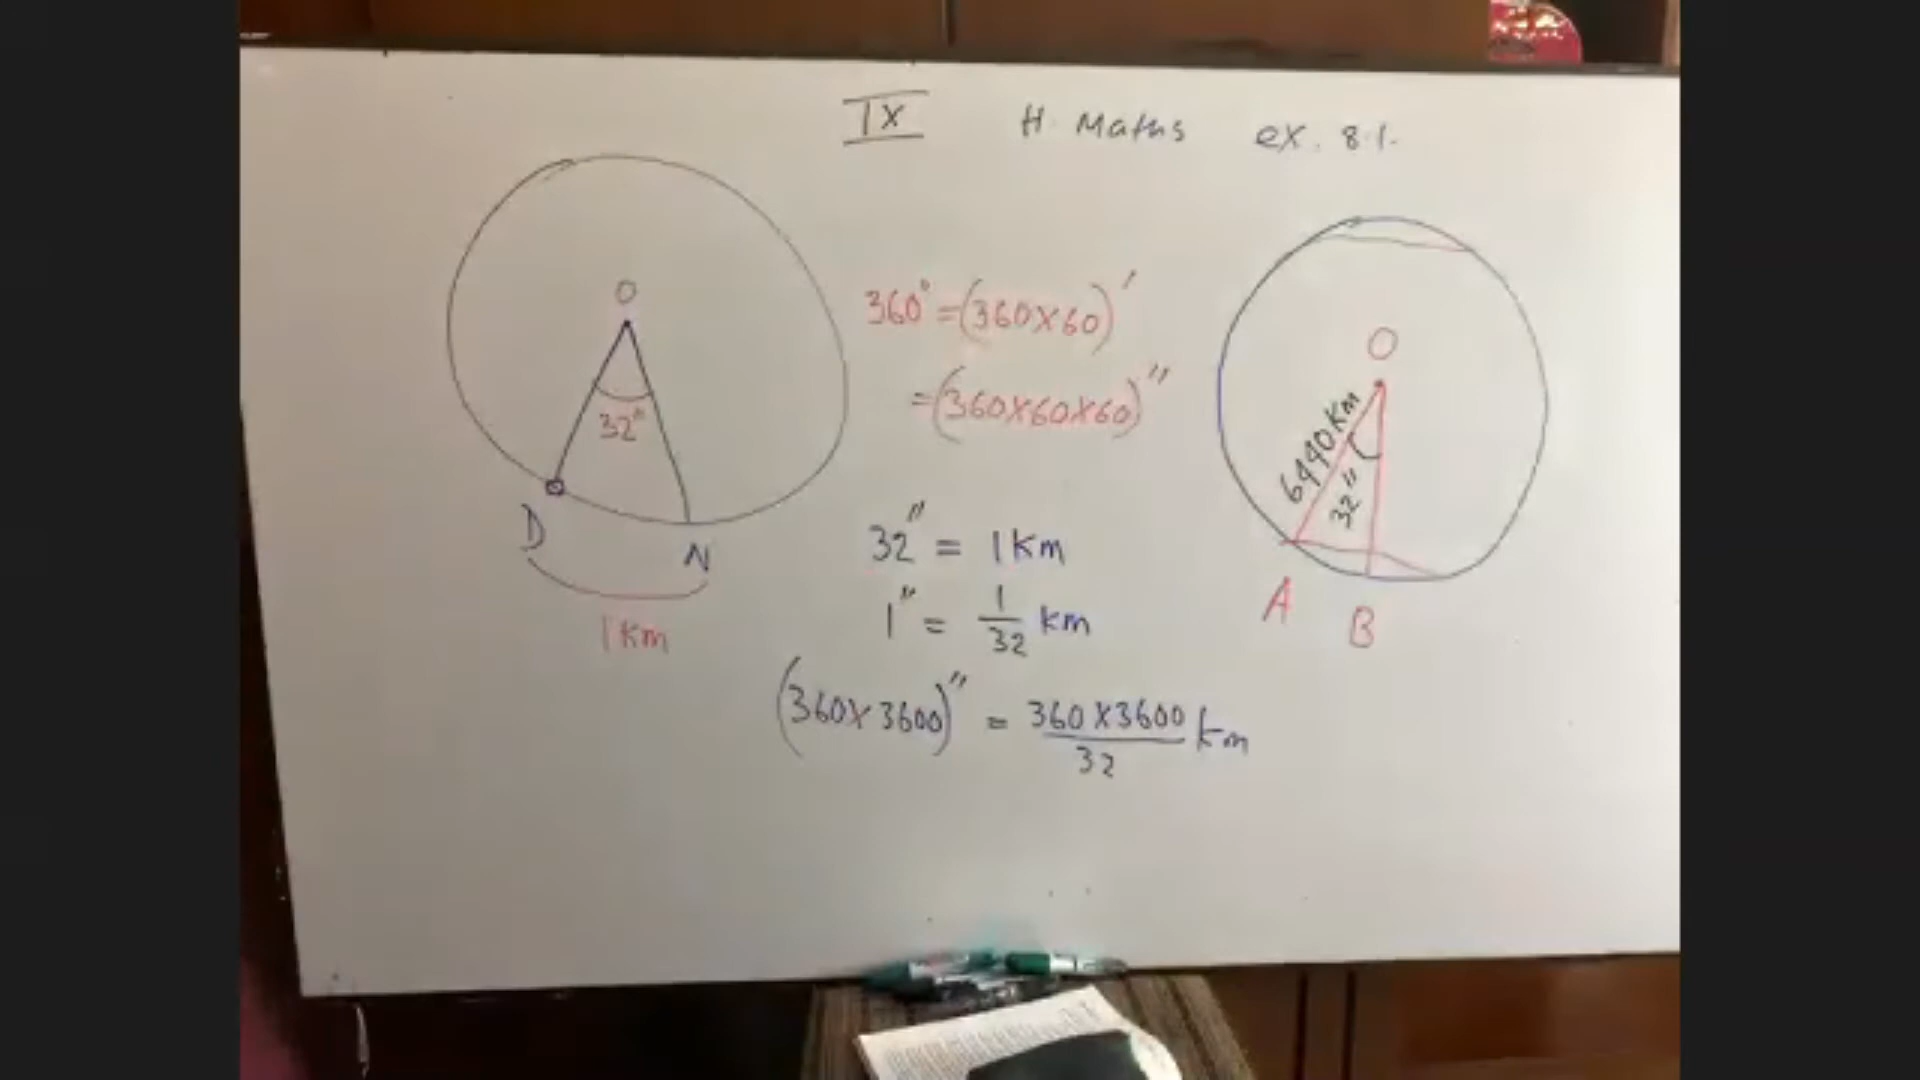 IX H. Maths ex. 8.1.
O
32"
D
N
1 km
360° = (360×60)'
= (360×60×60)"
32" = 1 Km
1" = 1/32 km
(360×3600)" = 360×3600/32 km
O
6440 Km
32"
A
B